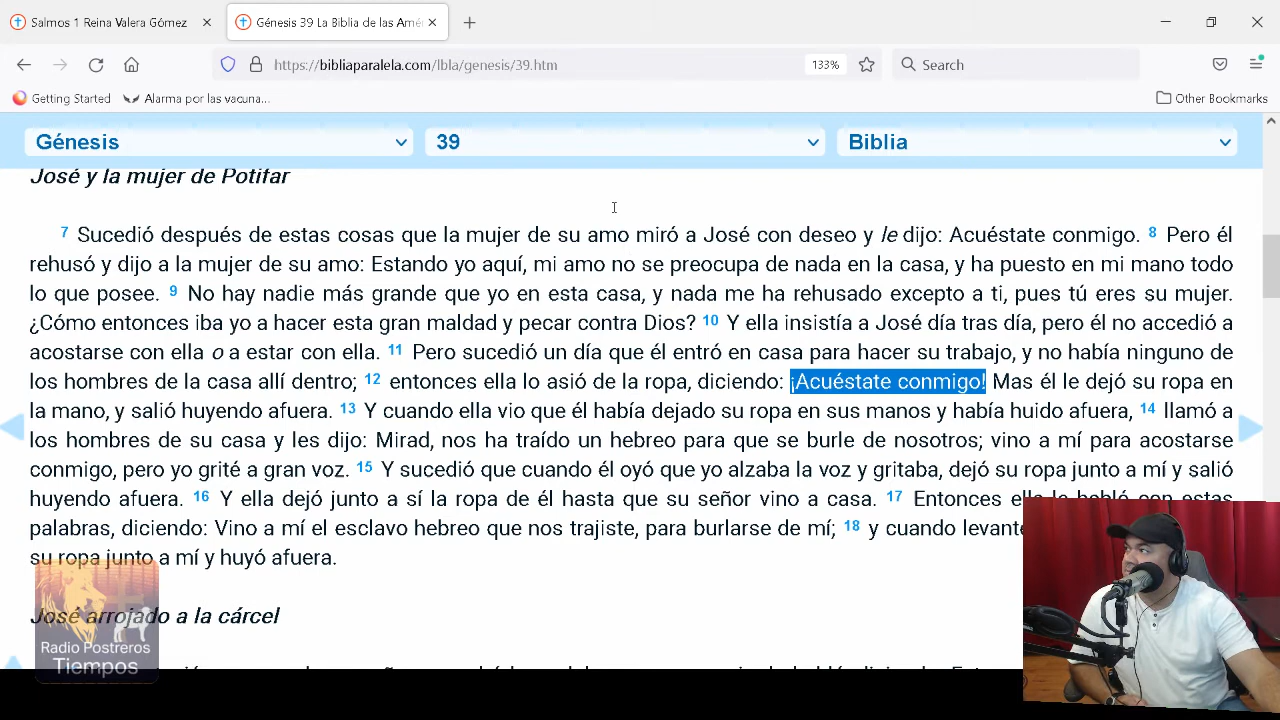 Salmos 1 Reina Valera Gómez
Génesis 39 La Biblia de las Amé
https://bibliaparalela.com/lbla/genesis/39.htm
133%
Search
Getting Started
Alarma por las vacuna...
Other Bookmarks
Génesis
39
Biblia
José y la mujer de Potifar
7 Sucedió después de estas cosas que la mujer de su amo miró a José con deseo y le dijo: Acuéstate conmigo. 8 Pero él
rehusó y dijo a la mujer de su amo: Estando yo aquí, mi amo no se preocupa de nada en la casa, y ha puesto en mi mano todo
lo que posee. 9 No hay nadie más grande que yo en esta casa, y nada me ha rehusado excepto a ti, pues tú eres su mujer.
¿Cómo entonces iba yo a hacer esta gran maldad y pecar contra Dios? 10 Y ella insistía a José día tras día, pero él no accedió a
acostarse con ella o a estar con ella. 11 Pero sucedió un día que él entró en casa para hacer su trabajo, y no había ninguno de
los hombres de la casa allí dentro; 12 entonces ella lo asió de la ropa, diciendo: ¡Acuéstate conmigo! Mas él le dejó su ropa en
la mano, y salió huyendo afuera. 13 Y cuando ella vio que él había dejado su ropa en sus manos y había huido afuera, 14 llamó a
los hombres de su casa y les dijo: Mirad, nos ha traído un hebreo para que se burle de nosotros; vino a mí para acostarse
conmigo, pero yo grité a gran voz. 15 Y sucedió que cuando él oyó que yo alzaba la voz y gritaba, dejó su ropa junto a mí y salió
huyendo afuera. 16 Y ella dejó junto a sí la ropa de él hasta que su señor vino a casa. 17 Entonces ella le habló con estas
palabras, diciendo: Vino a mí el esclavo hebreo que nos trajiste, para burlarse de mí; 18 y cuando levanté
su ropa junto a mí y huyó afuera.
José arrojado a la cárcel
Radio Postreros
Tiempos